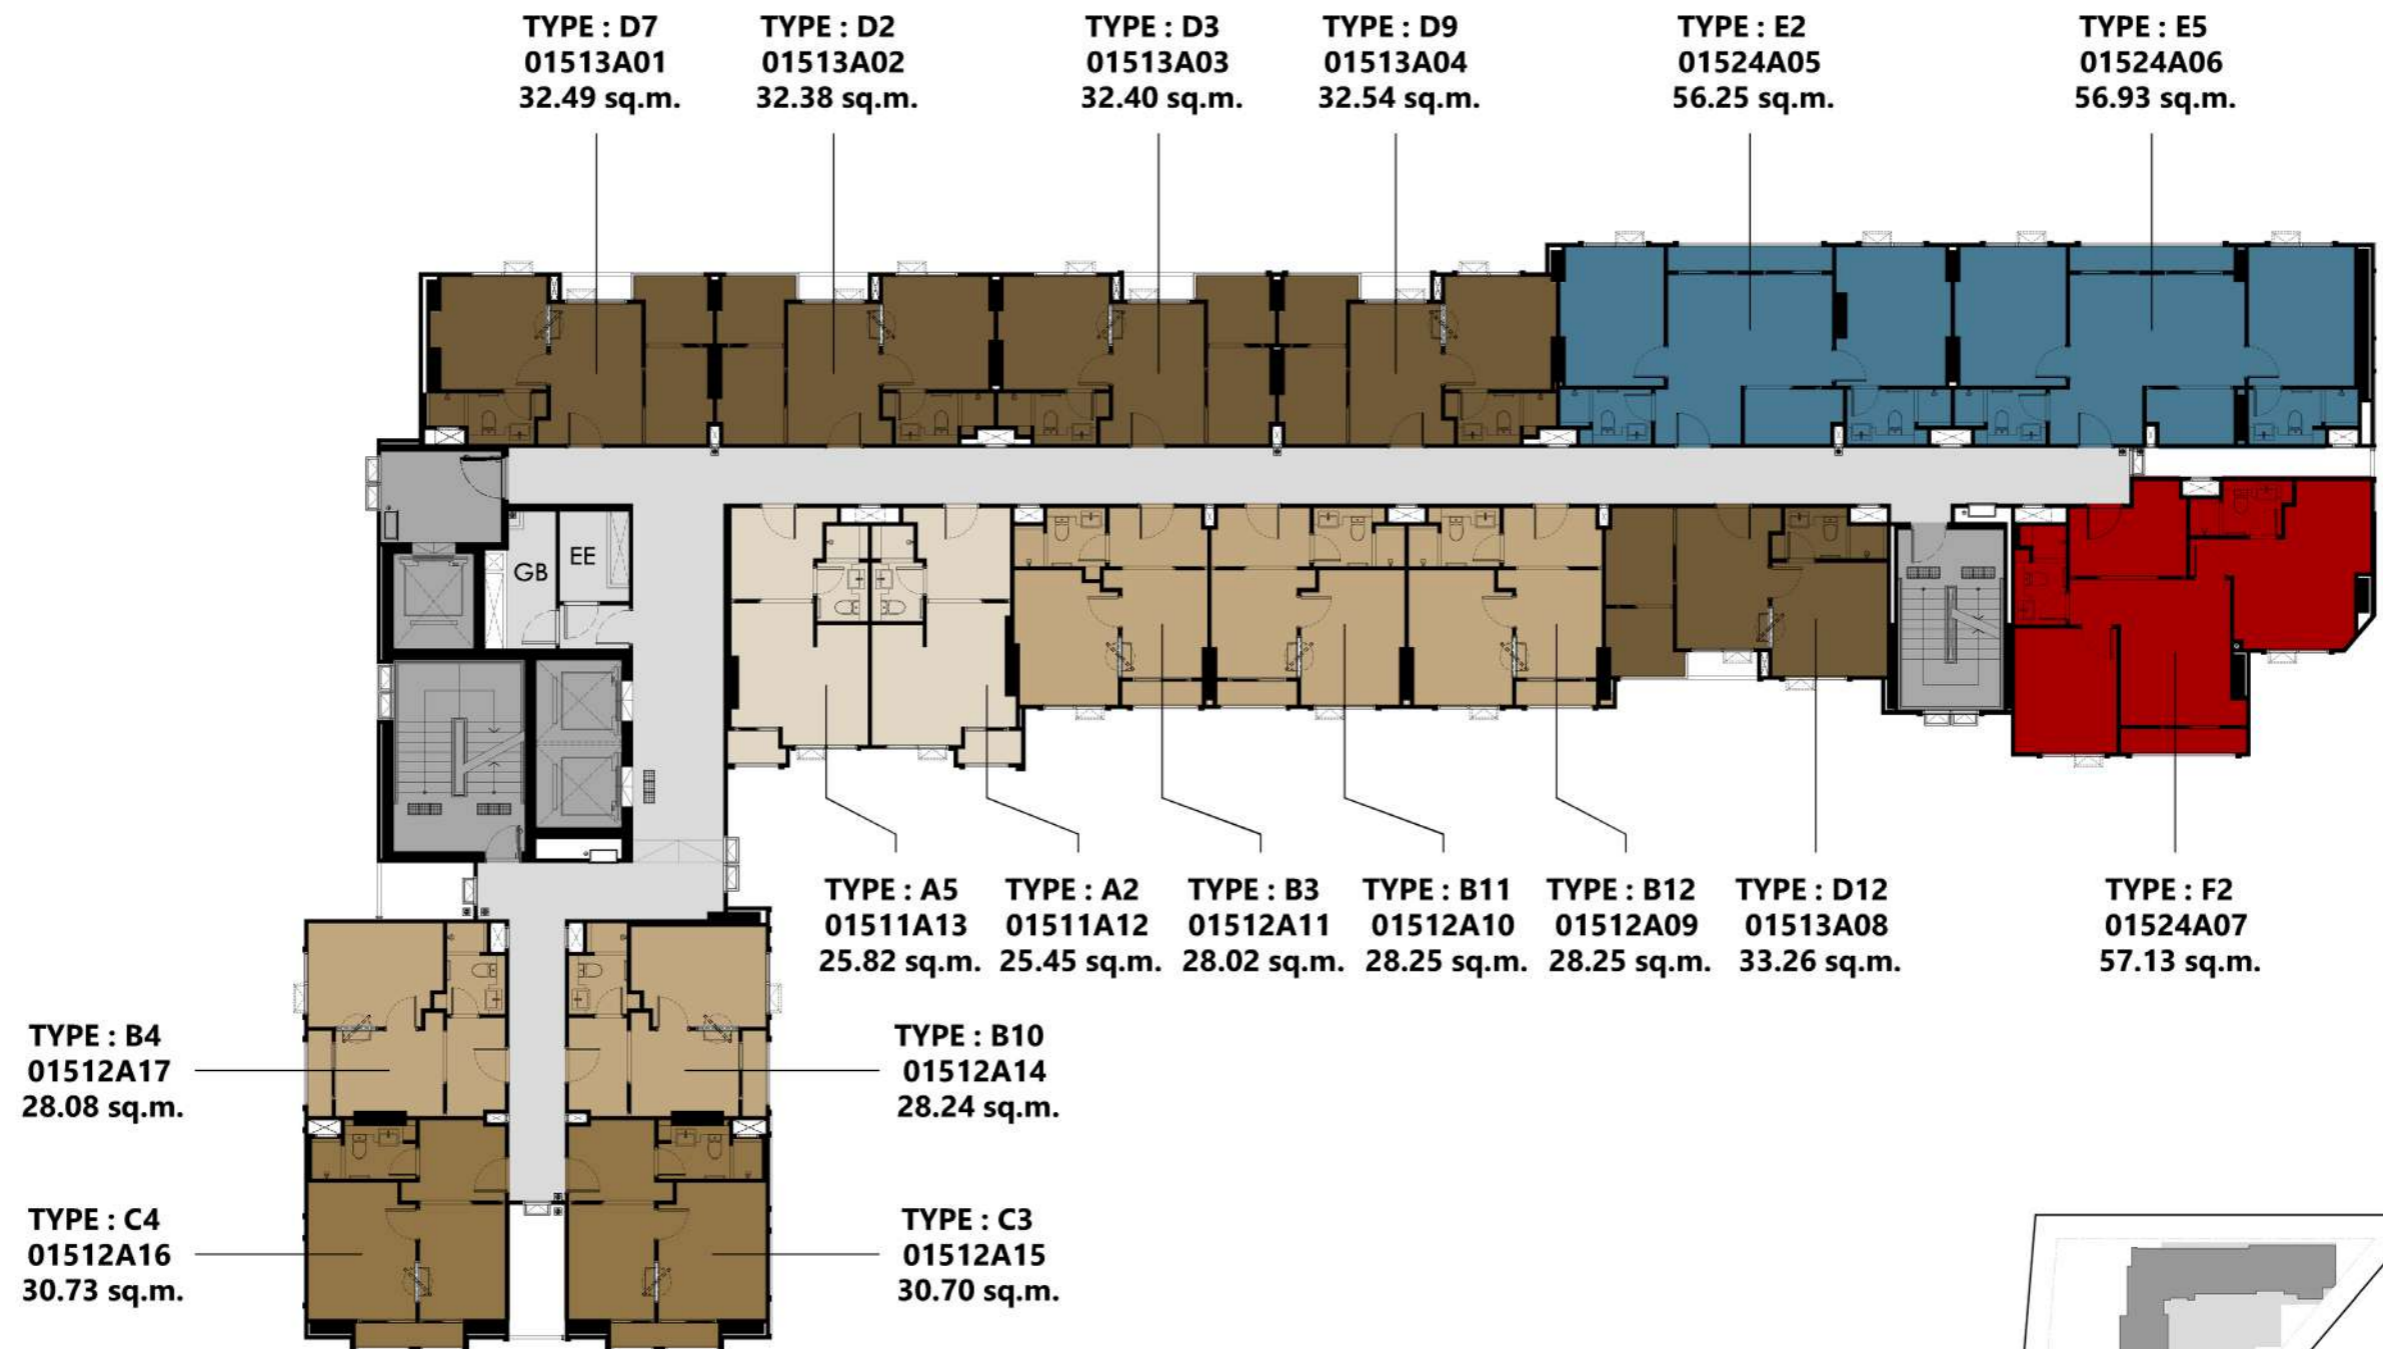 TYPE : D7
01513A01
32.49 sq.m.
TYPE : D2
01513A02
32.38 sq.m.
TYPE : D3
01513A03
32.40 sq.m.
TYPE : D9
01513A04
32.54 sq.m.
TYPE : E2
01524A05
56.25 sq.m.
TYPE : E5
01524A06
56.93 sq.m.
GB
EE
TYPE : A5
01511A13
25.82 sq.m.
TYPE : A2
01511A12
25.45 sq.m.
TYPE : B3
01512A11
28.02 sq.m.
TYPE : B11
01512A10
28.25 sq.m.
TYPE : B12
01512A09
28.25 sq.m.
TYPE : D12
01513A08
33.26 sq.m.
TYPE : F2
01524A07
57.13 sq.m.
TYPE : B4
01512A17
28.08 sq.m.
TYPE : B10
01512A14
28.24 sq.m.
TYPE : C4
01512A16
30.73 sq.m.
TYPE : C3
01512A15
30.70 sq.m.